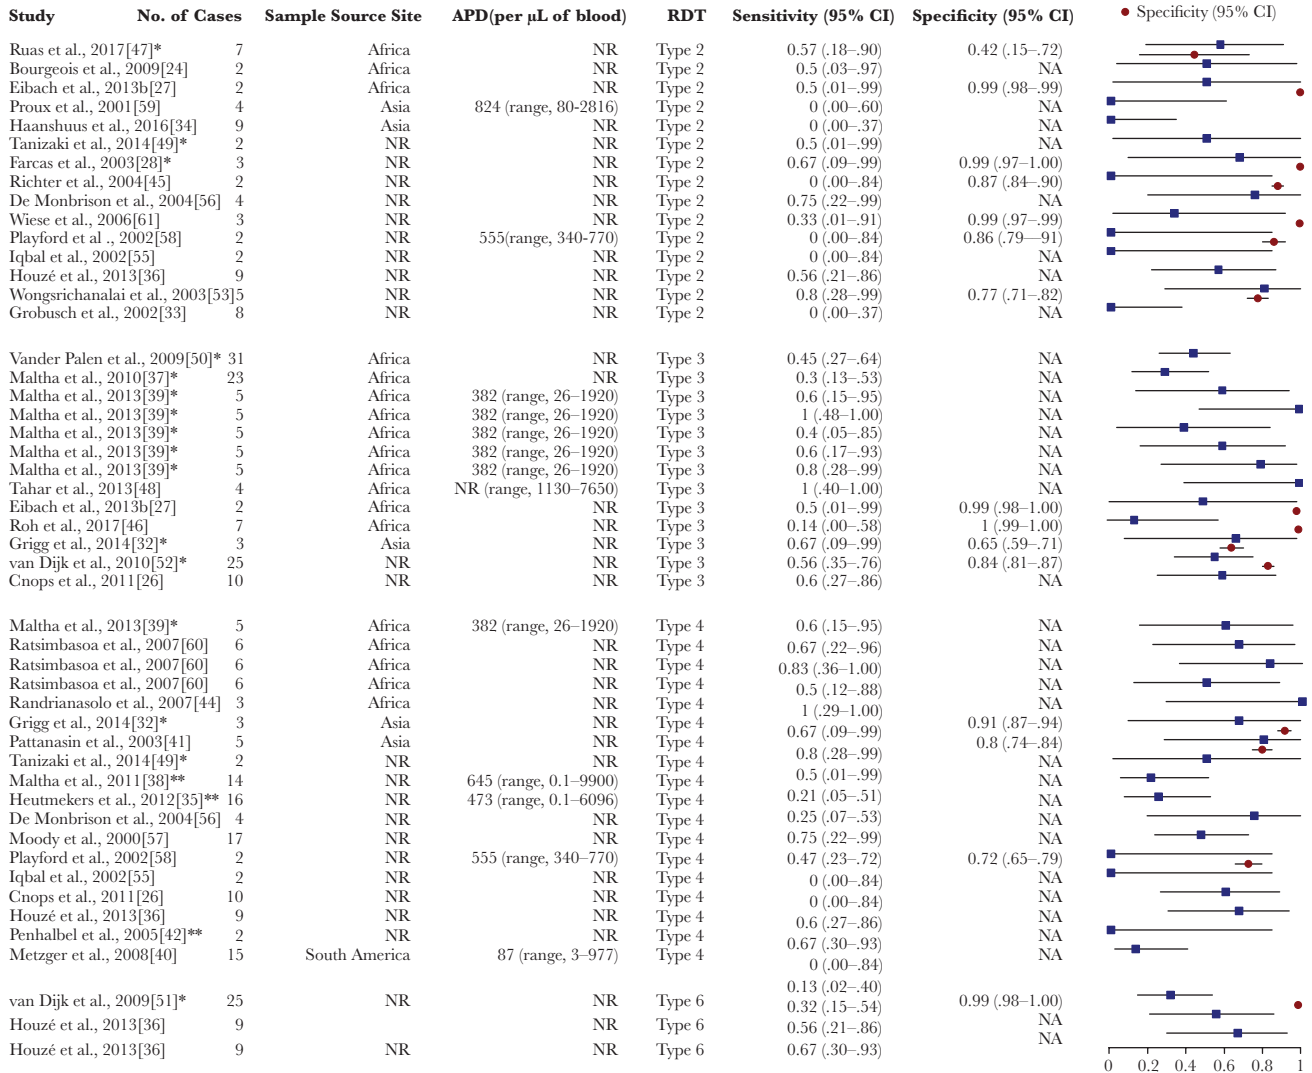 Study No. of Cases Sample Source Site APD(per µL of blood) RDT Sensitivity (95% CI) Specificity (95% CI) Specificity (95% CI)
Ruas et al., 2017[47]* 7 Africa NR Type 2 0.57 (.18–.90) 0.42 (.15–.72)
Bourgeois et al., 2009[24] 2 Africa NR Type 2 0.5 (.03–.97) NA
Eibach et al., 2013b[27] 2 Africa NR Type 2 0.5 (.01–.99) 0.99 (.98–.99)
Proux et al., 2001[59] 4 Asia 824 (range, 80-2816) Type 2 0 (.00–.60) NA
Haanshuus et al., 2016[34] 9 Asia NR Type 2 0 (.00–.37) NA
Tanizaki et al., 2014[49]* 2 NR NR Type 2 0.5 (.01–.99) NA
Farcas et al., 2003[28]* 3 NR NR Type 2 0.67 (.09–.99) 0.99 (.97–1.00)
Richter et al., 2004[45] 2 NR NR Type 2 0 (.00–.84) 0.87 (.84–.90)
De Monbrison et al., 2004[56] 4 NR NR Type 2 0.75 (.22–.99) NA
Wiese et al., 2006[61] 3 NR NR Type 2 0.33 (.01–.91) 0.99 (.97–.99)
Playford et al ., 2002[58] 2 NR 555(range, 340-770) Type 2 0 (.00–.84) 0.86 (.79—91)
Iqbal et al., 2002[55] 2 NR NR Type 2 0 (.00–.84) NA
Houzé et al., 2013[36] 9 NR NR Type 2 0.56 (.21–.86) NA
Wongsrichanalai et al., 2003[53]5 NR NR Type 2 0.8 (.28–.99) 0.77 (.71–.82)
Grobusch et al., 2002[33] 8 NR NR Type 2 0 (.00–.37) NA
Vander Palen et al., 2009[50]* 31 Africa NR Type 3 0.45 (.27–.64) NA
Maltha et al., 2010[37]* 23 Africa NR Type 3 0.3 (.13–.53) NA
Maltha et al., 2013[39]* 5 Africa 382 (range, 26–1920) Type 3 0.6 (.15–.95) NA
Maltha et al., 2013[39]* 5 Africa 382 (range, 26–1920) Type 3 1 (.48–1.00) NA
Maltha et al., 2013[39]* 5 Africa 382 (range, 26–1920) Type 3 0.4 (.05–.85) NA
Maltha et al., 2013[39]* 5 Africa 382 (range, 26–1920) Type 3 0.6 (.17–.93) NA
Maltha et al., 2013[39]* 5 Africa 382 (range, 26–1920) Type 3 0.8 (.28–.99) NA
Tahar et al., 2013[48] 4 Africa NR (range, 1130–7650) Type 3 1 (.40–1.00) NA
Eibach et al., 2013b[27] 2 Africa NR Type 3 0.5 (.01–.99) 0.99 (.98–1.00)
Roh et al., 2017[46] 7 Africa NR Type 3 0.14 (.00–.58) 1 (.99–1.00)
Grigg et al., 2014[32]* 3 Asia NR Type 3 0.67 (.09–.99) 0.65 (.59–.71)
van Dijk et al., 2010[52]* 25 NR NR Type 3 0.56 (.35–.76) 0.84 (.81–.87)
Cnops et al., 2011[26] 10 NR NR Type 3 0.6 (.27–.86) NA
Maltha et al., 2013[39]* 5 Africa 382 (range, 26–1920) Type 4 0.6 (.15–.95) NA
Ratsimbasoa et al., 2007[60] 6 Africa NR Type 4 0.67 (.22–.96) NA
Ratsimbasoa et al., 2007[60] 6 Africa NR Type 4 0.83 (.36–1.00) NA
Ratsimbasoa et al., 2007[60] 6 Africa NR Type 4 0.5 (.12–.88) NA
Randrianasolo et al., 2007[44] 3 Africa NR Type 4 1 (.29–1.00) NA
Grigg et al., 2014[32]* 3 Asia NR Type 4 0.67 (.09–.99) 0.91 (.87–.94)
Pattanasin et al., 2003[41] 5 Asia NR Type 4 0.8 (.28–.99) 0.8 (.74–.84)
Tanizaki et al., 2014[49]* 2 NR NR Type 4 0.5 (.01–.99) NA
Maltha et al., 2011[38]** 14 NR 645 (range, 0.1–9900) Type 4 0.21 (.05–.51) NA
Heutmekers et al., 2012[35]** 16 NR 473 (range, 0.1–6096) Type 4 0.25 (.07–.53) NA
De Monbrison et al., 2004[56] 4 NR NR Type 4 0.75 (.22–.99) NA
Moody et al., 2000[57] 17 NR NR Type 4 0.47 (.23–.72) NA
Playford et al., 2002[58] 2 NR 555 (range, 340–770) Type 4 0 (.00–.84) 0.72 (.65–.79)
Iqbal et al., 2002[55] 2 NR NR Type 4 0 (.00–.84) NA
Cnops et al., 2011[26] 10 NR NR Type 4 0.6 (.27–.86) NA
Houzé et al., 2013[36] 9 NR NR Type 4 0.67 (.30–.93) NA
Penhalbel et al., 2005[42]** 2 NR NR Type 4 0 (.00–.84) NA
Metzger et al., 2008[40] 15 South America 87 (range, 3–977) Type 4 0.13 (.02–.40) NA
van Dijk et al., 2009[51]* 25 NR NR Type 6 0.32 (.15–.54) 0.99 (.98–1.00)
Houzé et al., 2013[36] 9 NR Type 6 0.56 (.21–.86) NA
Houzé et al., 2013[36] 9 NR NR Type 6 0.67 (.30–.93) NA
0 0.2 0.4 0.6 0.8 1